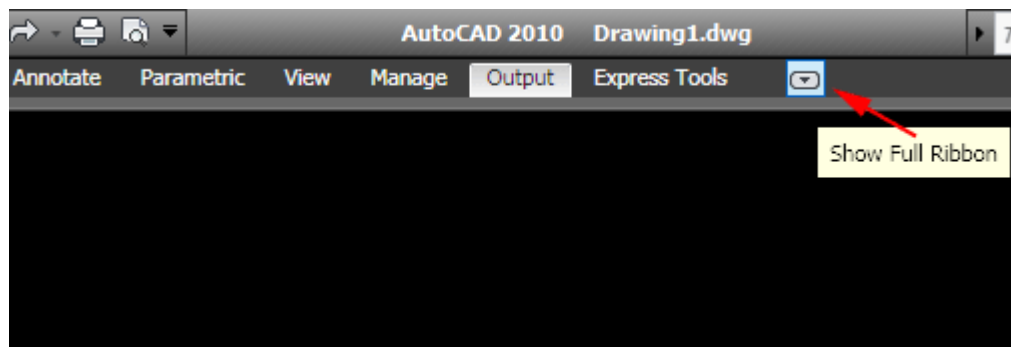 AutoCAD 2010 Drawing1.dwg
Annotate Parametric View Manage Output Express Tools
Show Full Ribbon